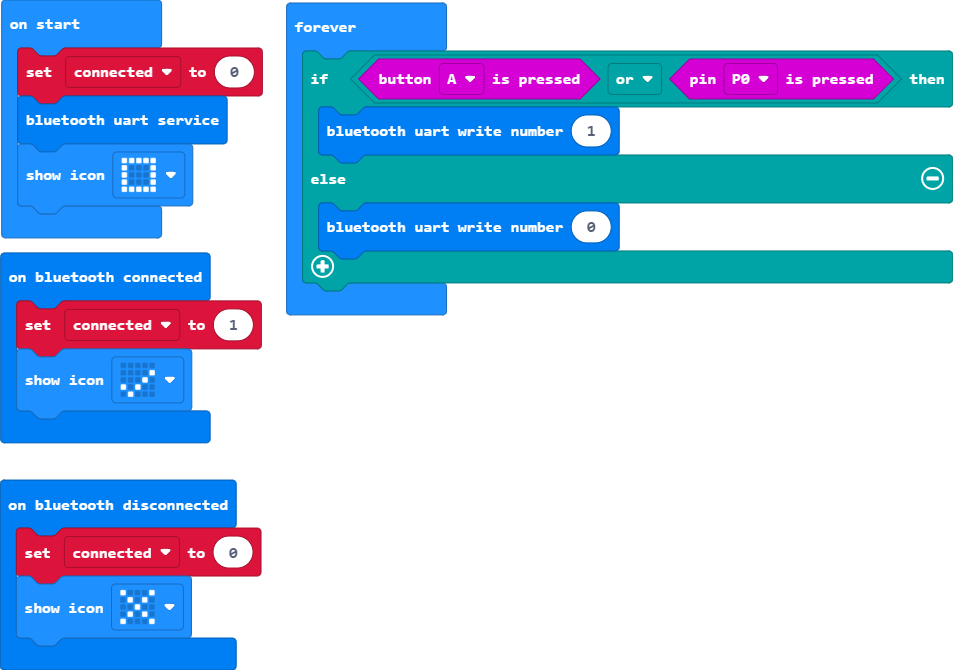 on start
set connected to 0
bluetooth uart service
show icon
on bluetooth connected
set connected to 1
show icon
on bluetooth disconnected
set connected to 0
show icon
forever
if button A is pressed or pin P0 is pressed then
bluetooth uart write number 1
else
bluetooth uart write number 0